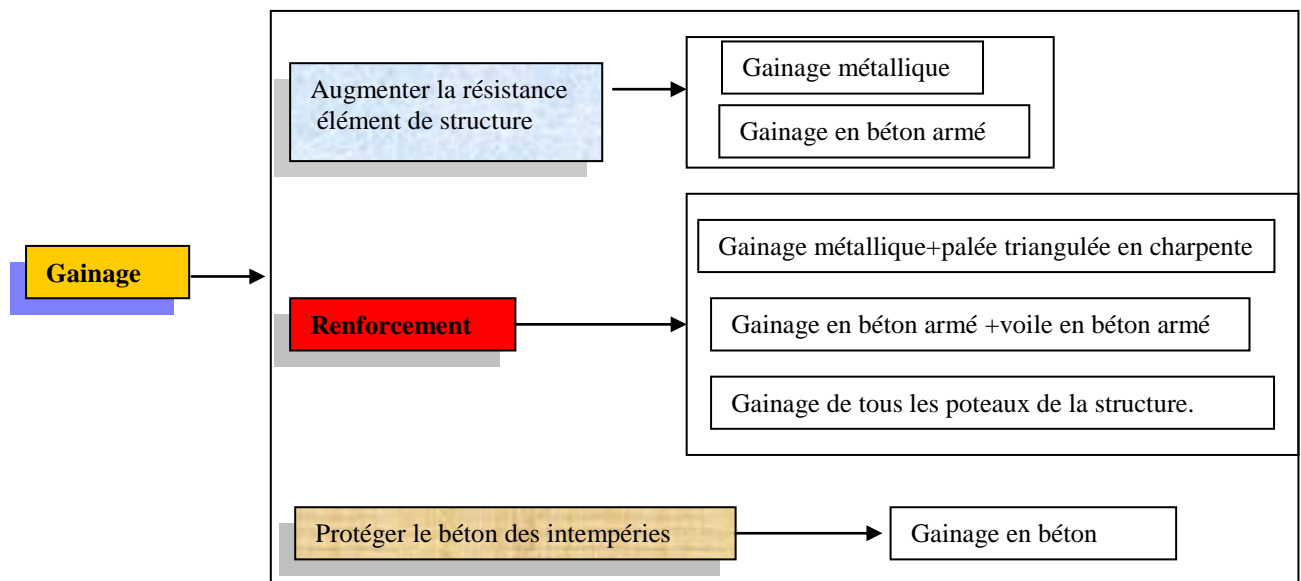 Gainage
Augmenter la résistance
élément de structure
Gainage métallique
Gainage en béton armé
Renforcement
Gainage métallique+palée triangulée en charpente
Gainage en béton armé +voile en béton armé
Gainage de tous les poteaux de la structure.
Protéger le béton des intempéries
Gainage en béton